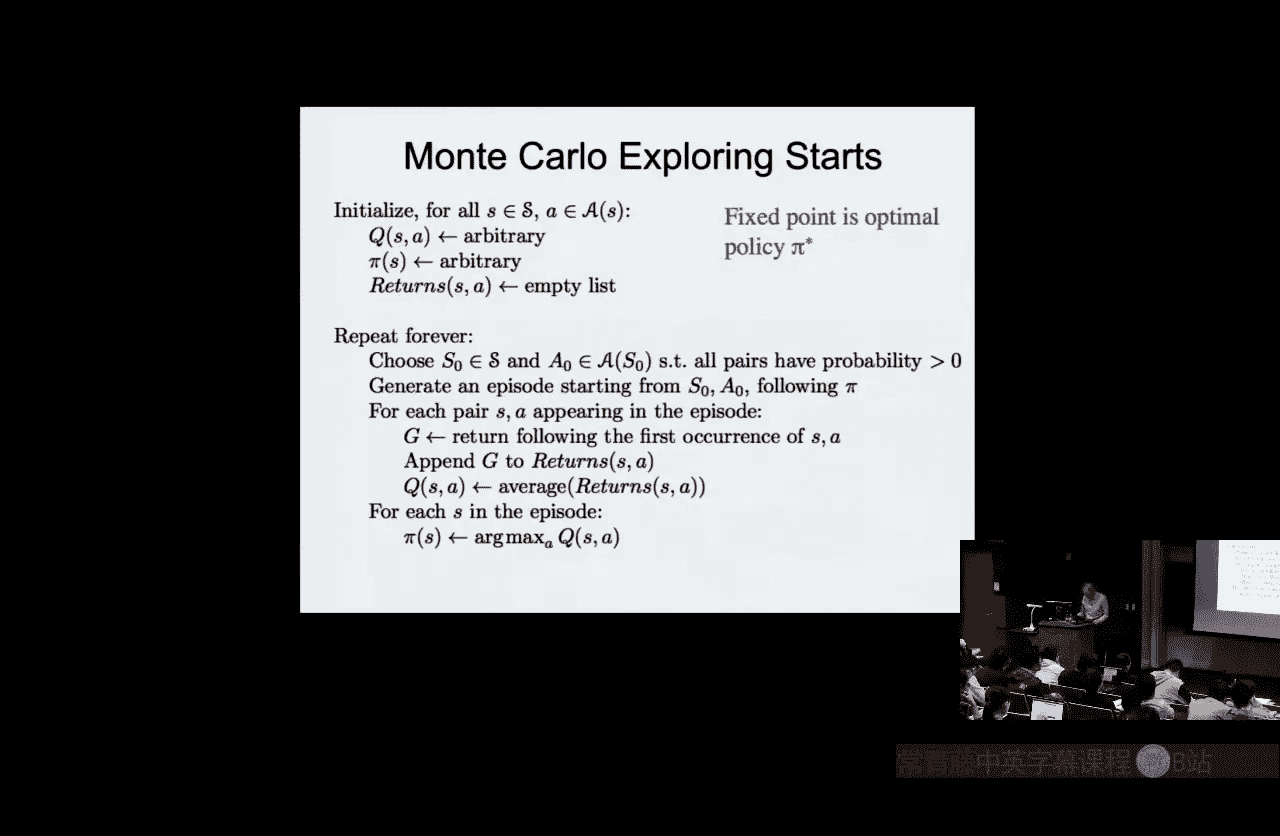 Monte Carlo Exploring Starts
Initialize, for all s ∈ 𝒮, a ∈ 𝒜(s):
Q(s, a) ← arbitrary
π(s) ← arbitrary
Returns(s, a) ← empty list
Fixed point is optimal
policy π*
Repeat forever:
Choose S₀ ∈ 𝒮 and A₀ ∈ 𝒜(S₀) s.t. all pairs have probability > 0
Generate an episode starting from S₀, A₀, following π
For each pair s, a appearing in the episode:
G ← return following the first occurrence of s, a
Append G to Returns(s, a)
Q(s, a) ← average(Returns(s, a))
For each s in the episode:
π(s) ← argmaxₐ Q(s, a)
中英字幕课程 B站